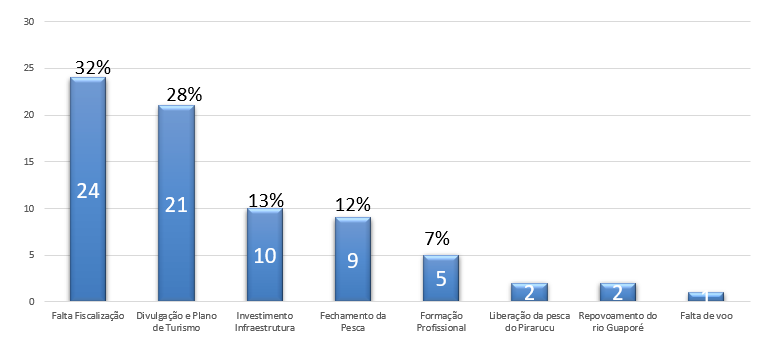 30
25
20
15
10
5
0
32%
28%
13%
12%
7%
24
21
10
9
5
2
2
1
Falta Fiscalização
Divulgação e Plano
de Turismo
Investimento
Infraestrutura
Fechamento da
Pesca
Formação
Profissional
Liberação da pesca
do Pirarucu
Repovoamento do
rio Guaporé
Falta de voo